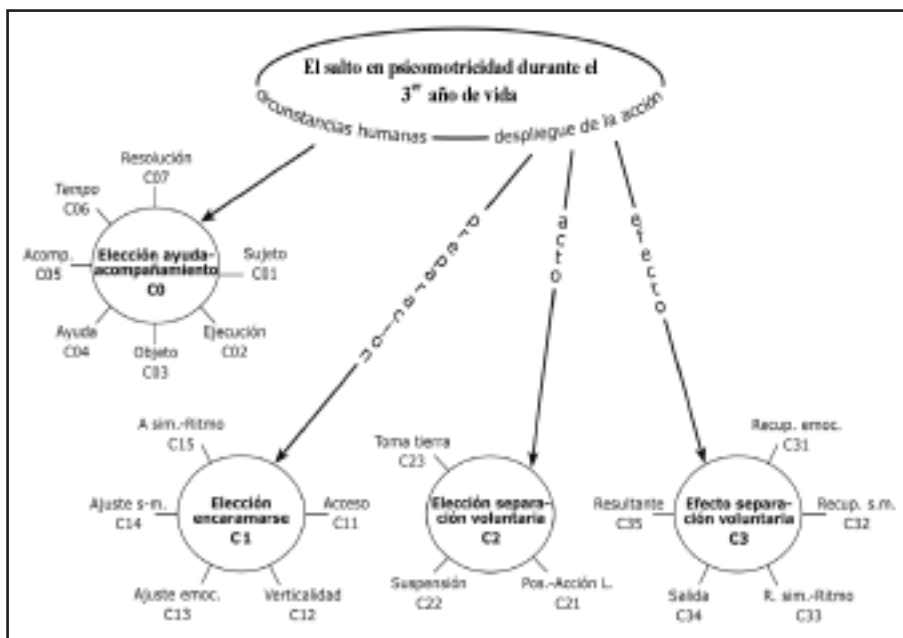 El salto en psicomotricidad durante el
3er año de vida
circunstancias humanas
despliegue de la acción
preparación
acto
efecto
Resolución
C07
Tempo
C06
Acomp.
C05
Ayuda
C04
Objeto
C03
Ejecución
C02
Sujeto
C01
Elección ayuda-
acompañamiento
C0
A sim.-Ritmo
C15
Ajuste s-m.
C14
Ajuste emoc.
C13
Verticalidad
C12
Acceso
C11
Elección
encaramarse
C1
Toma tierra
C23
Suspensión
C22
Pos.-Acción L.
C21
Elección separa-
ción voluntaria
C2
Recup. emoc.
C31
Recup. s.m.
C32
R. sim.-Ritmo
C33
Salida
C34
Resultante
C35
Efecto separa-
ción voluntaria
C3